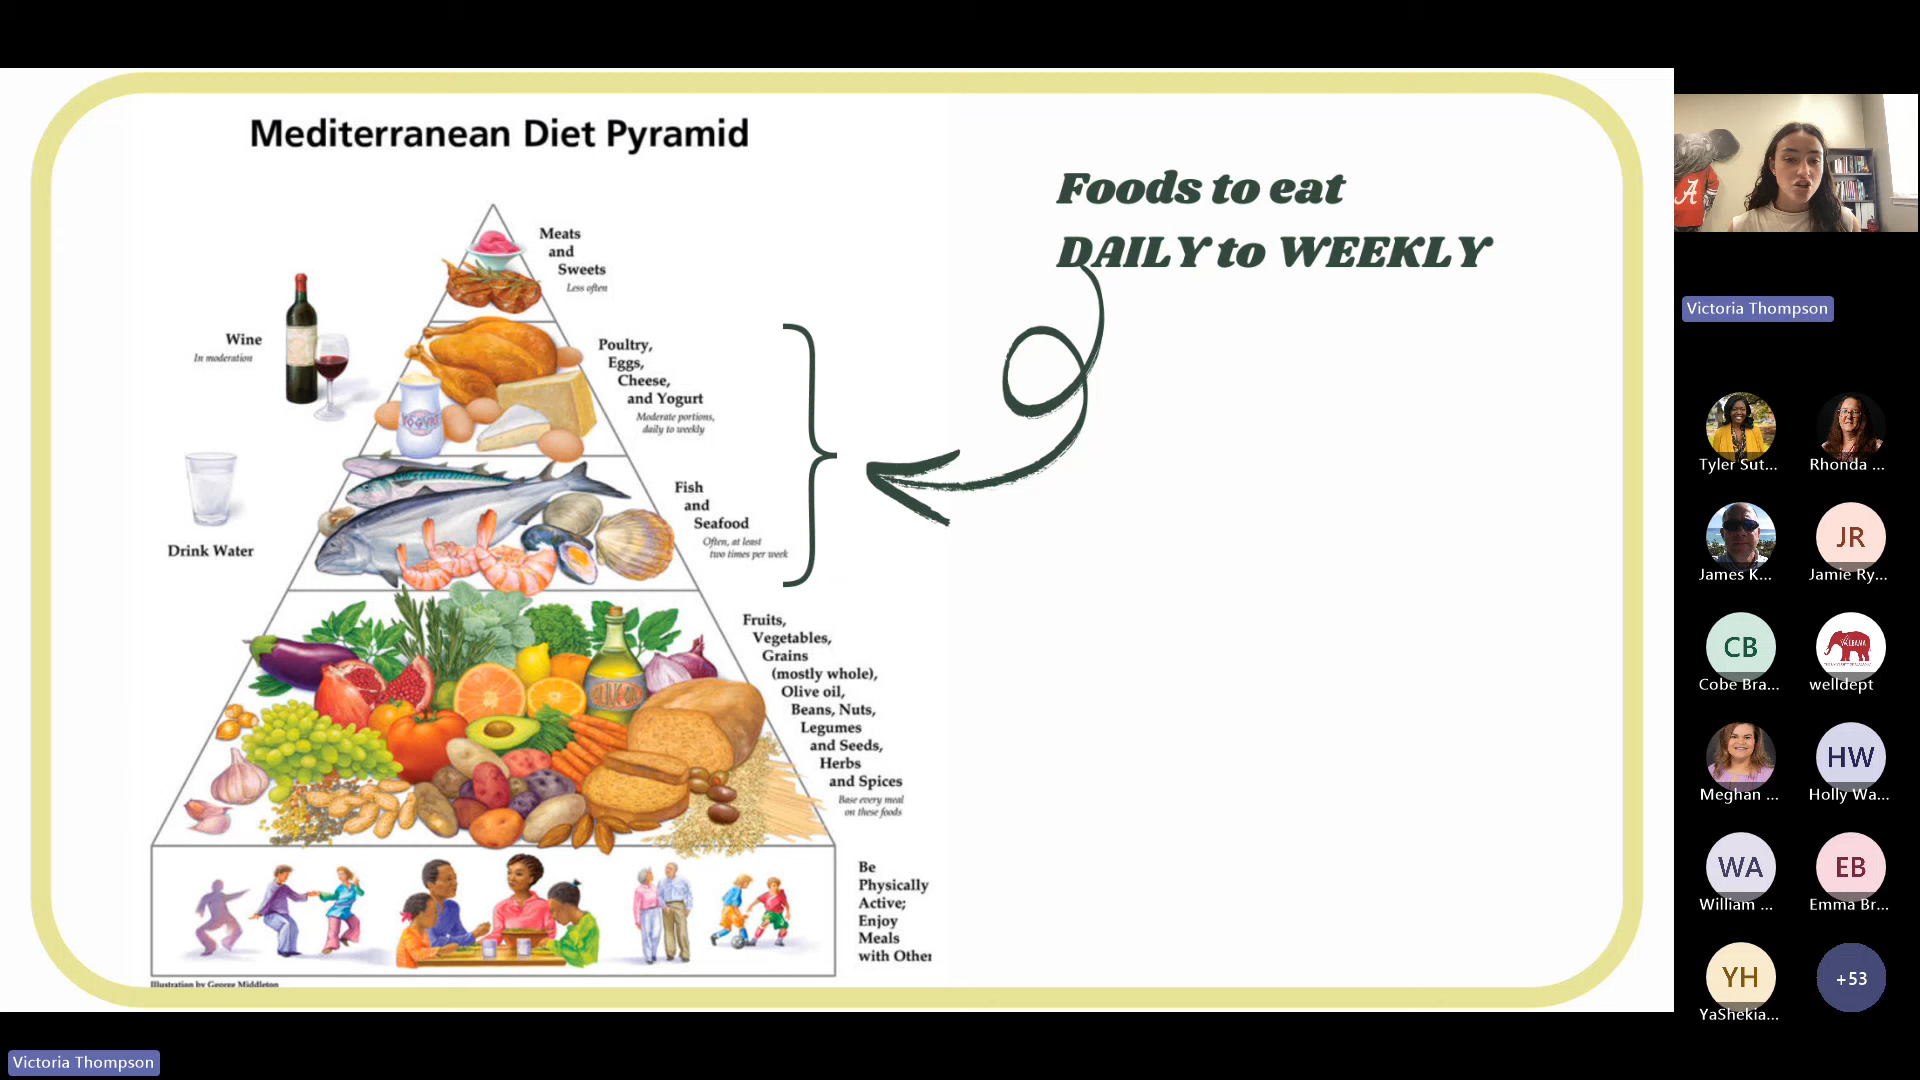 Mediterranean Diet Pyramid
Meats
and
Sweets
Less often
Wine
In moderation
Poultry,
Eggs,
Cheese,
and Yogurt
Moderate portions,
daily to weekly
YOGURT
Drink Water
Fish
and
Seafood
Often, at least
two times per week
Fruits,
Vegetables,
Grains
(mostly whole),
Olive oil,
Beans, Nuts,
Legumes
and Seeds,
Herbs
and Spices
Base every meal
on these foods
OLIVE OIL
Be
Physically
Active;
Enjoy
Meals
with Other
Illustration by George Middleton
Foods to eat
DAILY to WEEKLY
A
Victoria Thompson
Tyler Sut...
Rhonda ...
James K...
JR
Jamie Ry...
CB
Cobe Bra...
welldept
Meghan ...
HW
Holly Wa...
WA
William ...
EB
Emma Br...
YH
YaShekia...
+53
Victoria Thompson